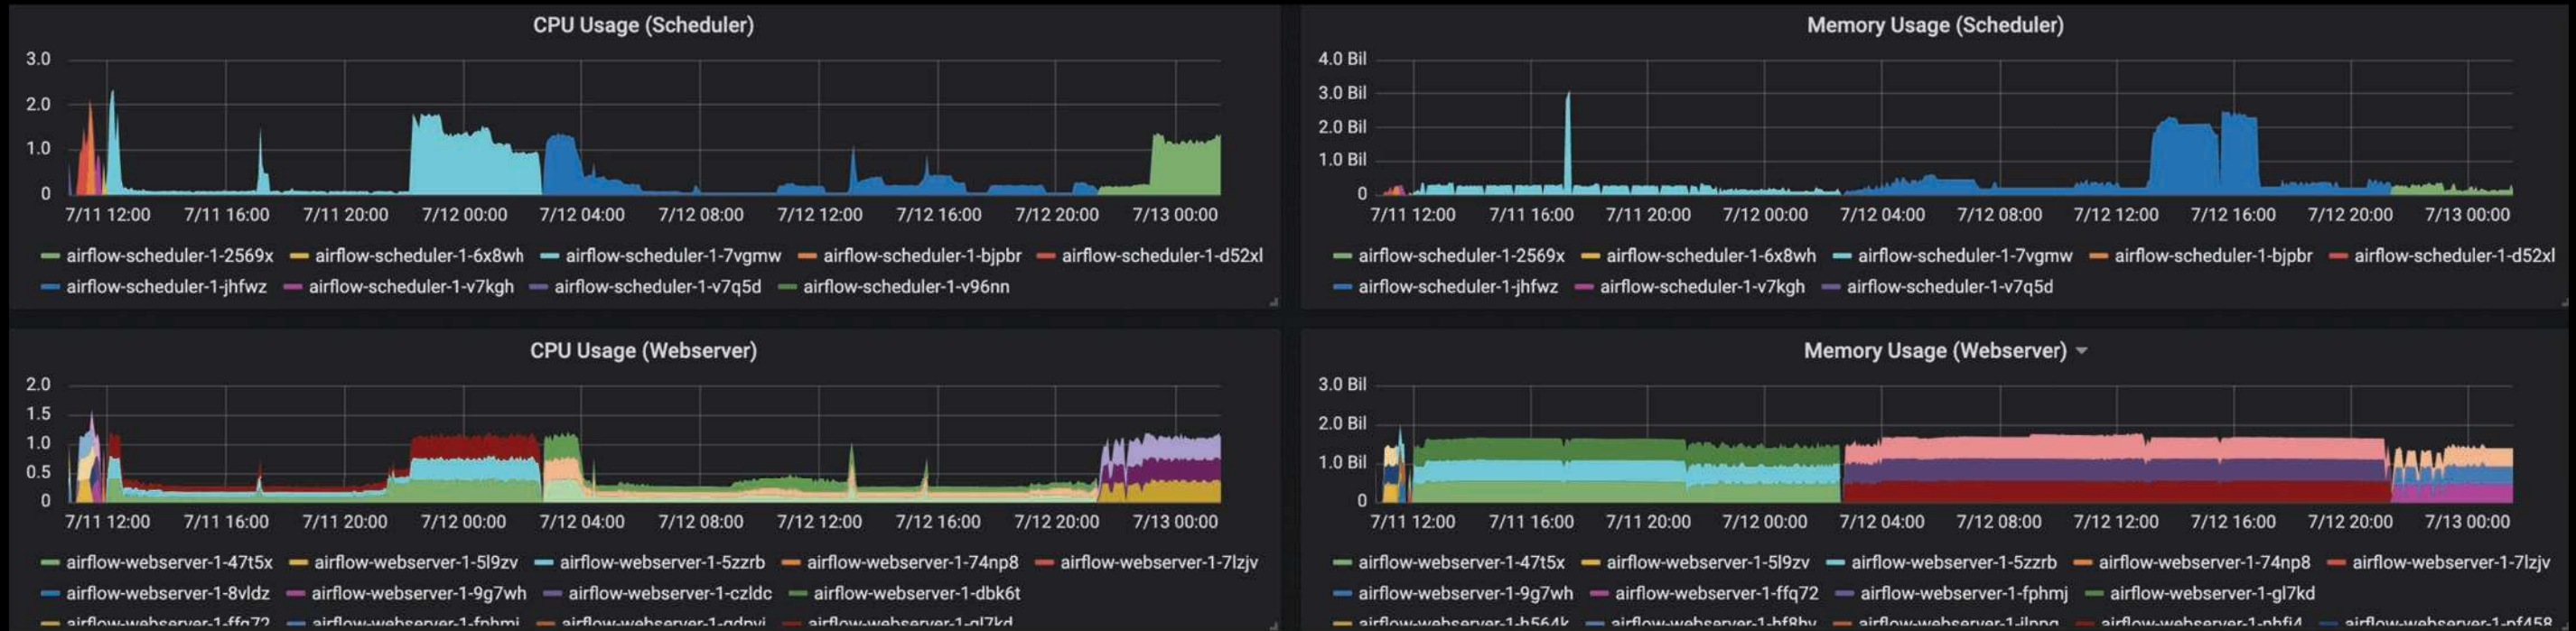 CPU Usage (Scheduler)
3.0
2.0
1.0
0
7/11 12:00 7/11 16:00 7/11 20:00 7/12 00:00 7/12 04:00 7/12 08:00 7/12 12:00 7/12 16:00 7/12 20:00 7/13 00:00
airflow-scheduler-1-2569x airflow-scheduler-1-6x8wh airflow-scheduler-1-7vgmw airflow-scheduler-1-bjpbr airflow-scheduler-1-d52xl
airflow-scheduler-1-jhfwz airflow-scheduler-1-v7kgh airflow-scheduler-1-v7q5d airflow-scheduler-1-v96nn
Memory Usage (Scheduler)
4.0 Bil
3.0 Bil
2.0 Bil
1.0 Bil
0
7/11 12:00 7/11 16:00 7/11 20:00 7/12 00:00 7/12 04:00 7/12 08:00 7/12 12:00 7/12 16:00 7/12 20:00 7/13 00:00
airflow-scheduler-1-2569x airflow-scheduler-1-6x8wh airflow-scheduler-1-7vgmw airflow-scheduler-1-bjpbr airflow-scheduler-1-d52xl
airflow-scheduler-1-jhfwz airflow-scheduler-1-v7kgh airflow-scheduler-1-v7q5d
CPU Usage (Webserver)
2.0
1.5
1.0
0.5
0
7/11 12:00 7/11 16:00 7/11 20:00 7/12 00:00 7/12 04:00 7/12 08:00 7/12 12:00 7/12 16:00 7/12 20:00 7/13 00:00
airflow-webserver-1-47t5x airflow-webserver-1-5l9zv airflow-webserver-1-5zzrb airflow-webserver-1-74np8 airflow-webserver-1-7lzjv
airflow-webserver-1-8vldz airflow-webserver-1-9g7wh airflow-webserver-1-czldc airflow-webserver-1-dbk6t
airflow-webserver-1-ffq72 airflow-webserver-1-fphmj airflow-webserver-1-gl7kd
Memory Usage (Webserver)
3.0 Bil
2.0 Bil
1.0 Bil
0
7/11 12:00 7/11 16:00 7/11 20:00 7/12 00:00 7/12 04:00 7/12 08:00 7/12 12:00 7/12 16:00 7/12 20:00 7/13 00:00
airflow-webserver-1-47t5x airflow-webserver-1-5l9zv airflow-webserver-1-5zzrb airflow-webserver-1-74np8 airflow-webserver-1-7lzjv
airflow-webserver-1-9g7wh airflow-webserver-1-ffq72 airflow-webserver-1-fphmj airflow-webserver-1-gl7kd